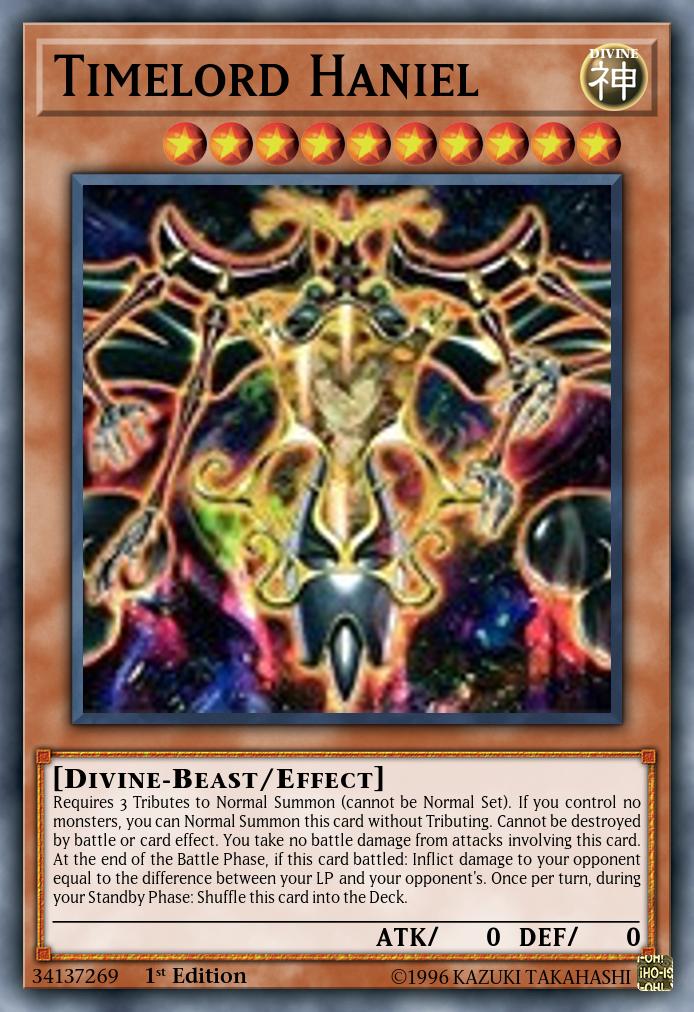 Timelord Haniel
DIVINE
神
[Divine-Beast/Effect]
Requires 3 Tributes to Normal Summon (cannot be Normal Set). If you control no
monsters, you can Normal Summon this card without Tributing. Cannot be destroyed
by battle or card effect. You take no battle damage from attacks involving this card.
At the end of the Battle Phase, if this card battled: Inflict damage to your opponent
equal to the difference between your LP and your opponent's. Once per turn, during
your Standby Phase: Shuffle this card into the Deck.
ATK/ 0 DEF/ 0
34137269 1st Edition ©1996 KAZUKI TAKAHASHI